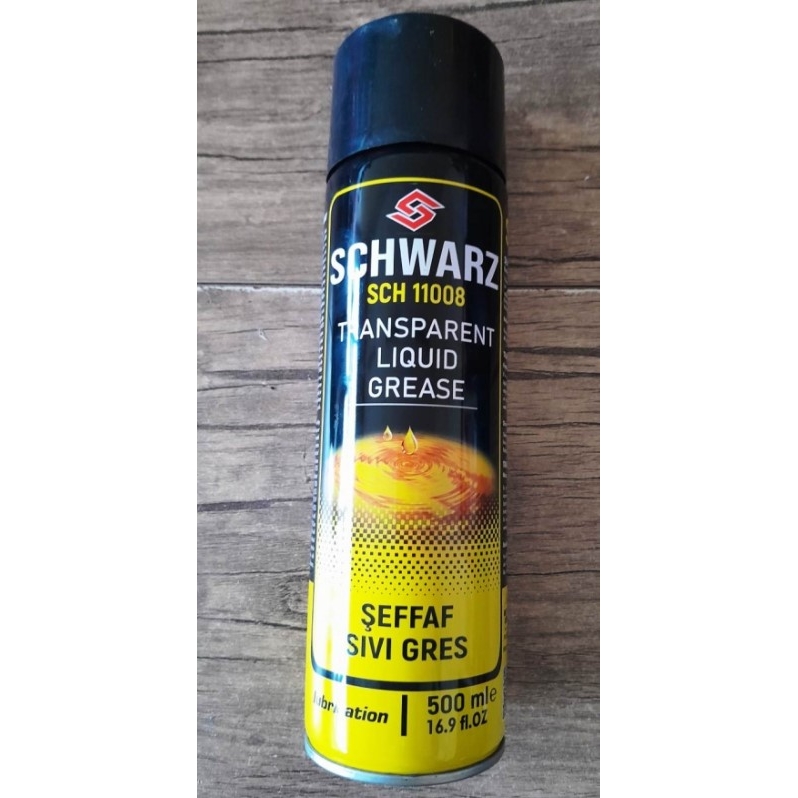 SCHWARZ
SCH 11008
TRANSPARENT
LIQUID
GREASE
ŞEFFAF
SIVI GRES
lubrication
500 ml℮
16.9 fl.OZ